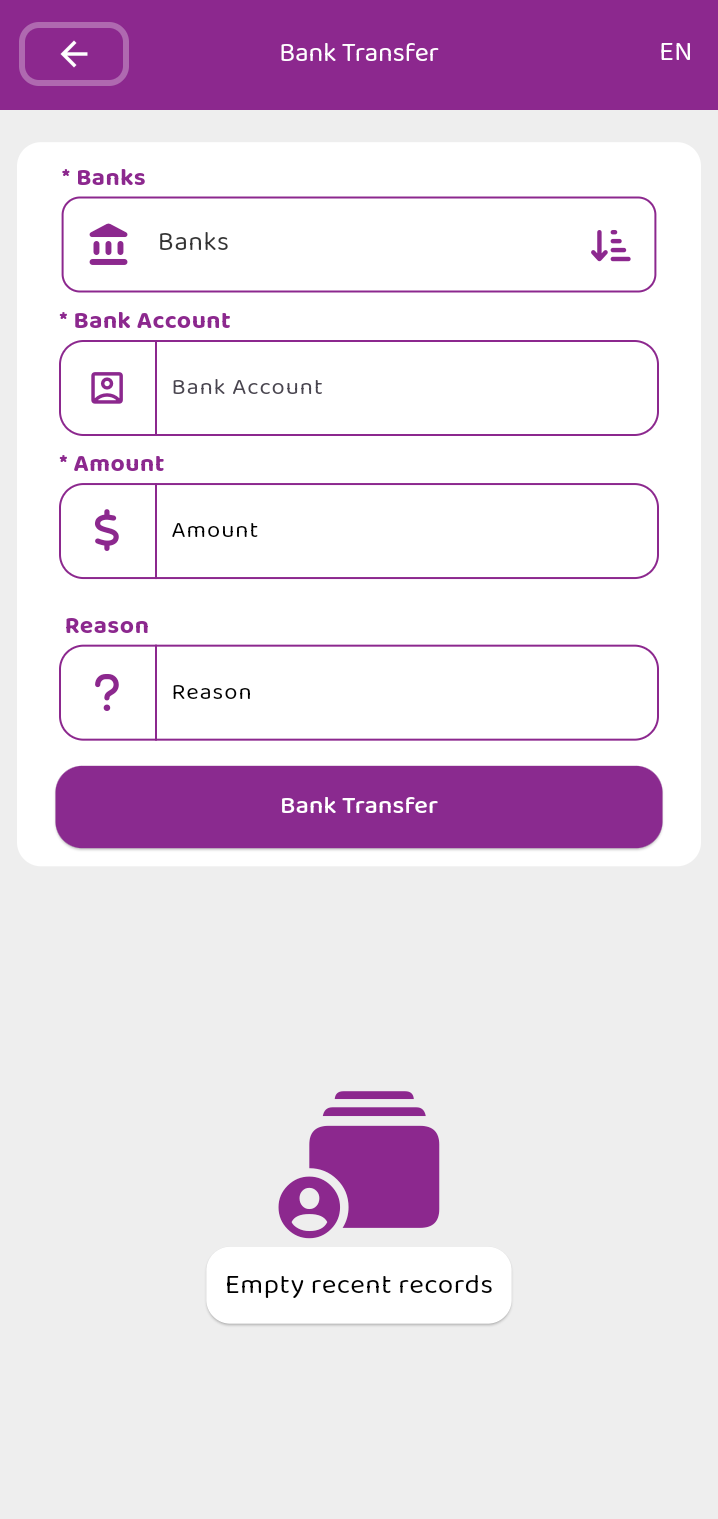 Bank Transfer
EN
* Banks
Banks
* Bank Account
Bank Account
* Amount
Amount
Reason
Reason
Bank Transfer
Empty recent records